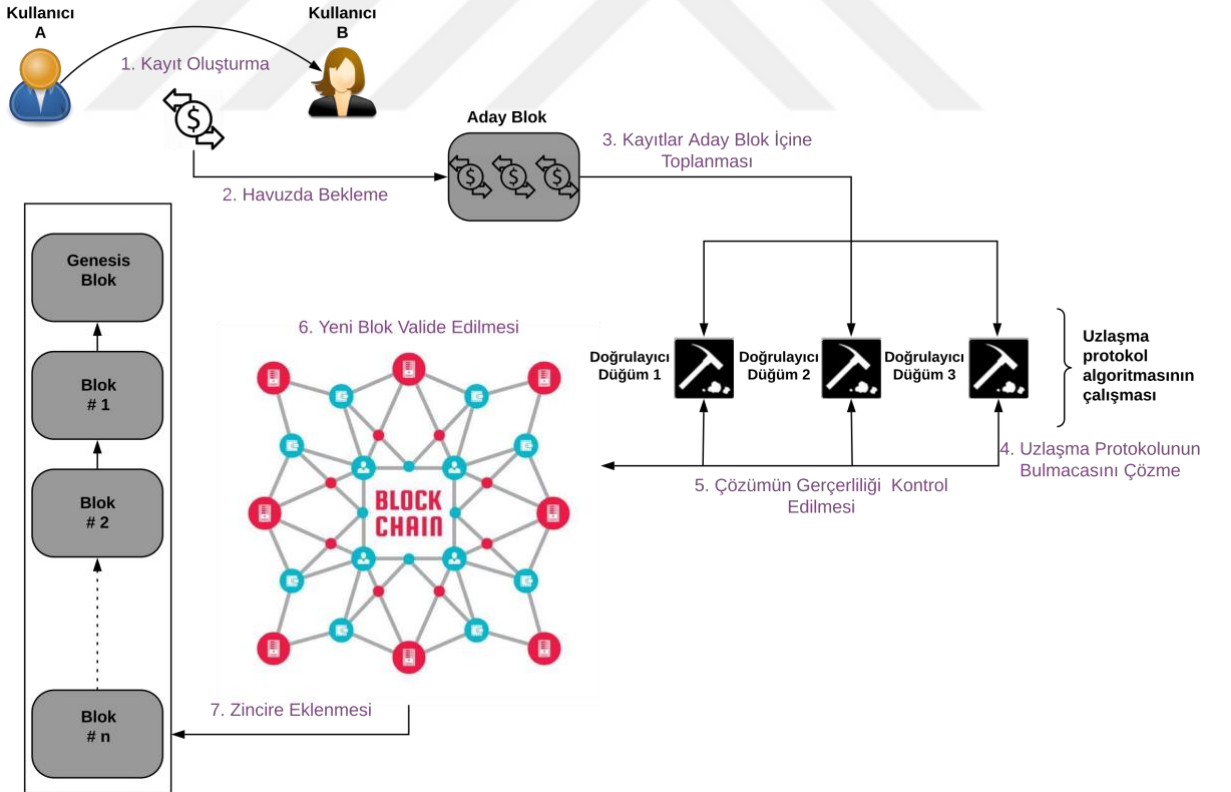 Kullanıcı
A
Kullanıcı
B
1. Kayıt Oluşturma
Aday Blok
2. Havuzda Bekleme
3. Kayıtlar Aday Blok İçine
Toplanması
Genesis
Blok
Blok
# 1
Blok
# 2
Blok
# n
6. Yeni Blok Valide Edilmesi
BLOCK
CHAIN
Doğrulayıcı
Düğüm 1
Doğrulayıcı
Düğüm 2
Doğrulayıcı
Düğüm 3
Uzlaşma
protokol
algoritmasının
çalışması
4. Uzlaşma Protokolunun
Bulmacasını Çözme
5. Çözümün Gerçerliliği Kontrol
Edilmesi
7. Zincire Eklenmesi